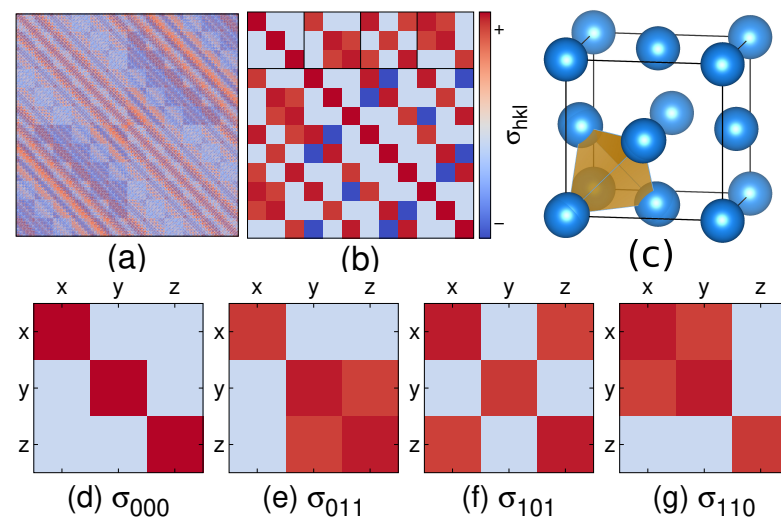 +
σhkl
−
(a)
(b)
(c)
x y z
x
y
z
(d) σ000
x y z
x
y
z
(e) σ011
x y z
x
y
z
(f) σ101
x y z
x
y
z
(g) σ110